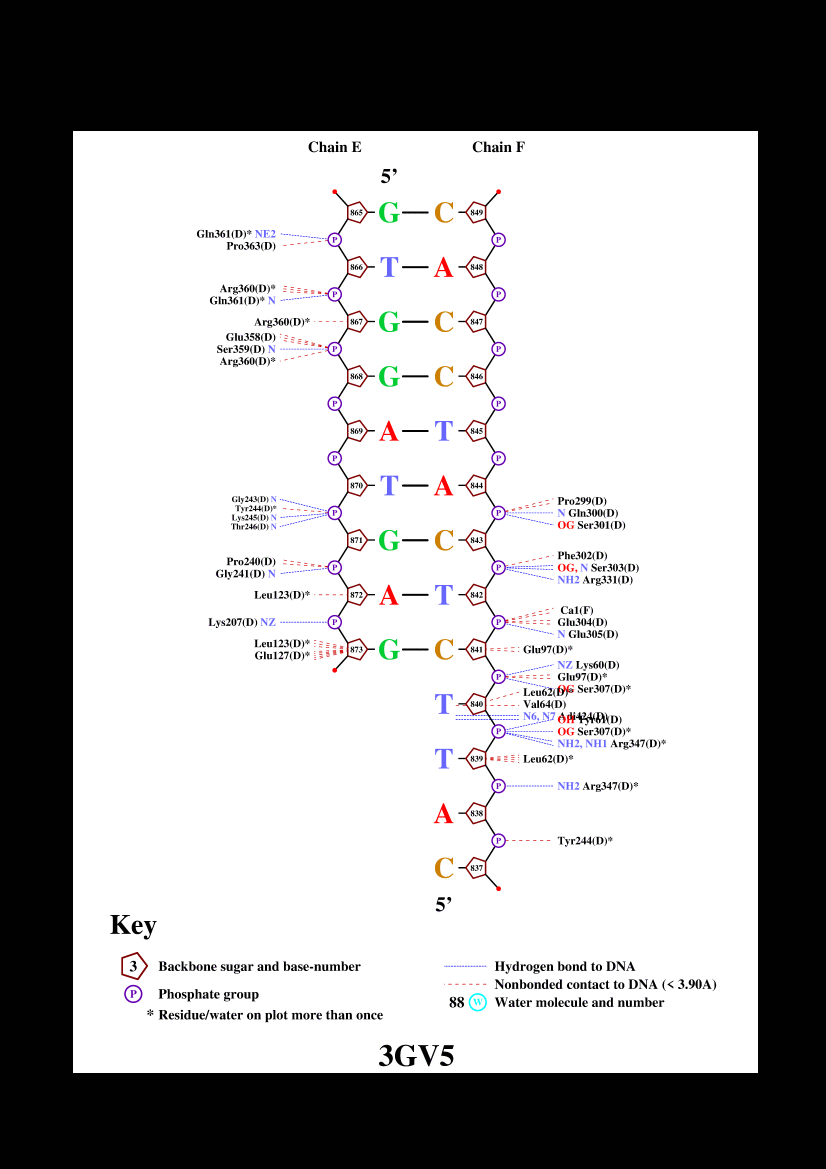 Chain E Chain F
5’
865 G C 849
P P
Gln361(D)* NE2
Pro363(D)
866 T A 848
Arg360(D)*
Gln361(D)* N
P P
Arg360(D)* 867 G C 847
Glu358(D)
Ser359(D) N P P
Arg360(D)*
868 G C 846
P P
869 A T 845
P P
870 T A 844
Gly243(D) N
Tyr244(D)*
Lys245(D) N
Thr246(D) N
P P
Pro299(D)
N Gln300(D)
OG Ser301(D)
871 G C 843
Pro240(D)
Gly241(D) N
P P
Phe302(D)
OG, N Ser303(D)
NH2 Arg331(D)
Leu123(D)* 872 A T 842
Lys207(D) NZ P P
Ca1(F)
Glu304(D)
N Glu305(D)
Leu123(D)*
Glu127(D)*
873 G C 841 Glu97(D)*
P
NZ Lys60(D)
Glu97(D)*
OG Ser307(D)*
T 840
Leu62(D)*
Val64(D)
N6, N7
P
OH Tyr61(D)
OG Ser307(D)*
NH2, NH1 Arg347(D)*
T 839 Leu62(D)*
P NH2 Arg347(D)*
A 838
P Tyr244(D)*
C 837
5’
Key
3 Backbone sugar and base-number
P Phosphate group
* Residue/water on plot more than once
Hydrogen bond to DNA
Nonbonded contact to DNA (< 3.90A)
88 W Water molecule and number
3GV5